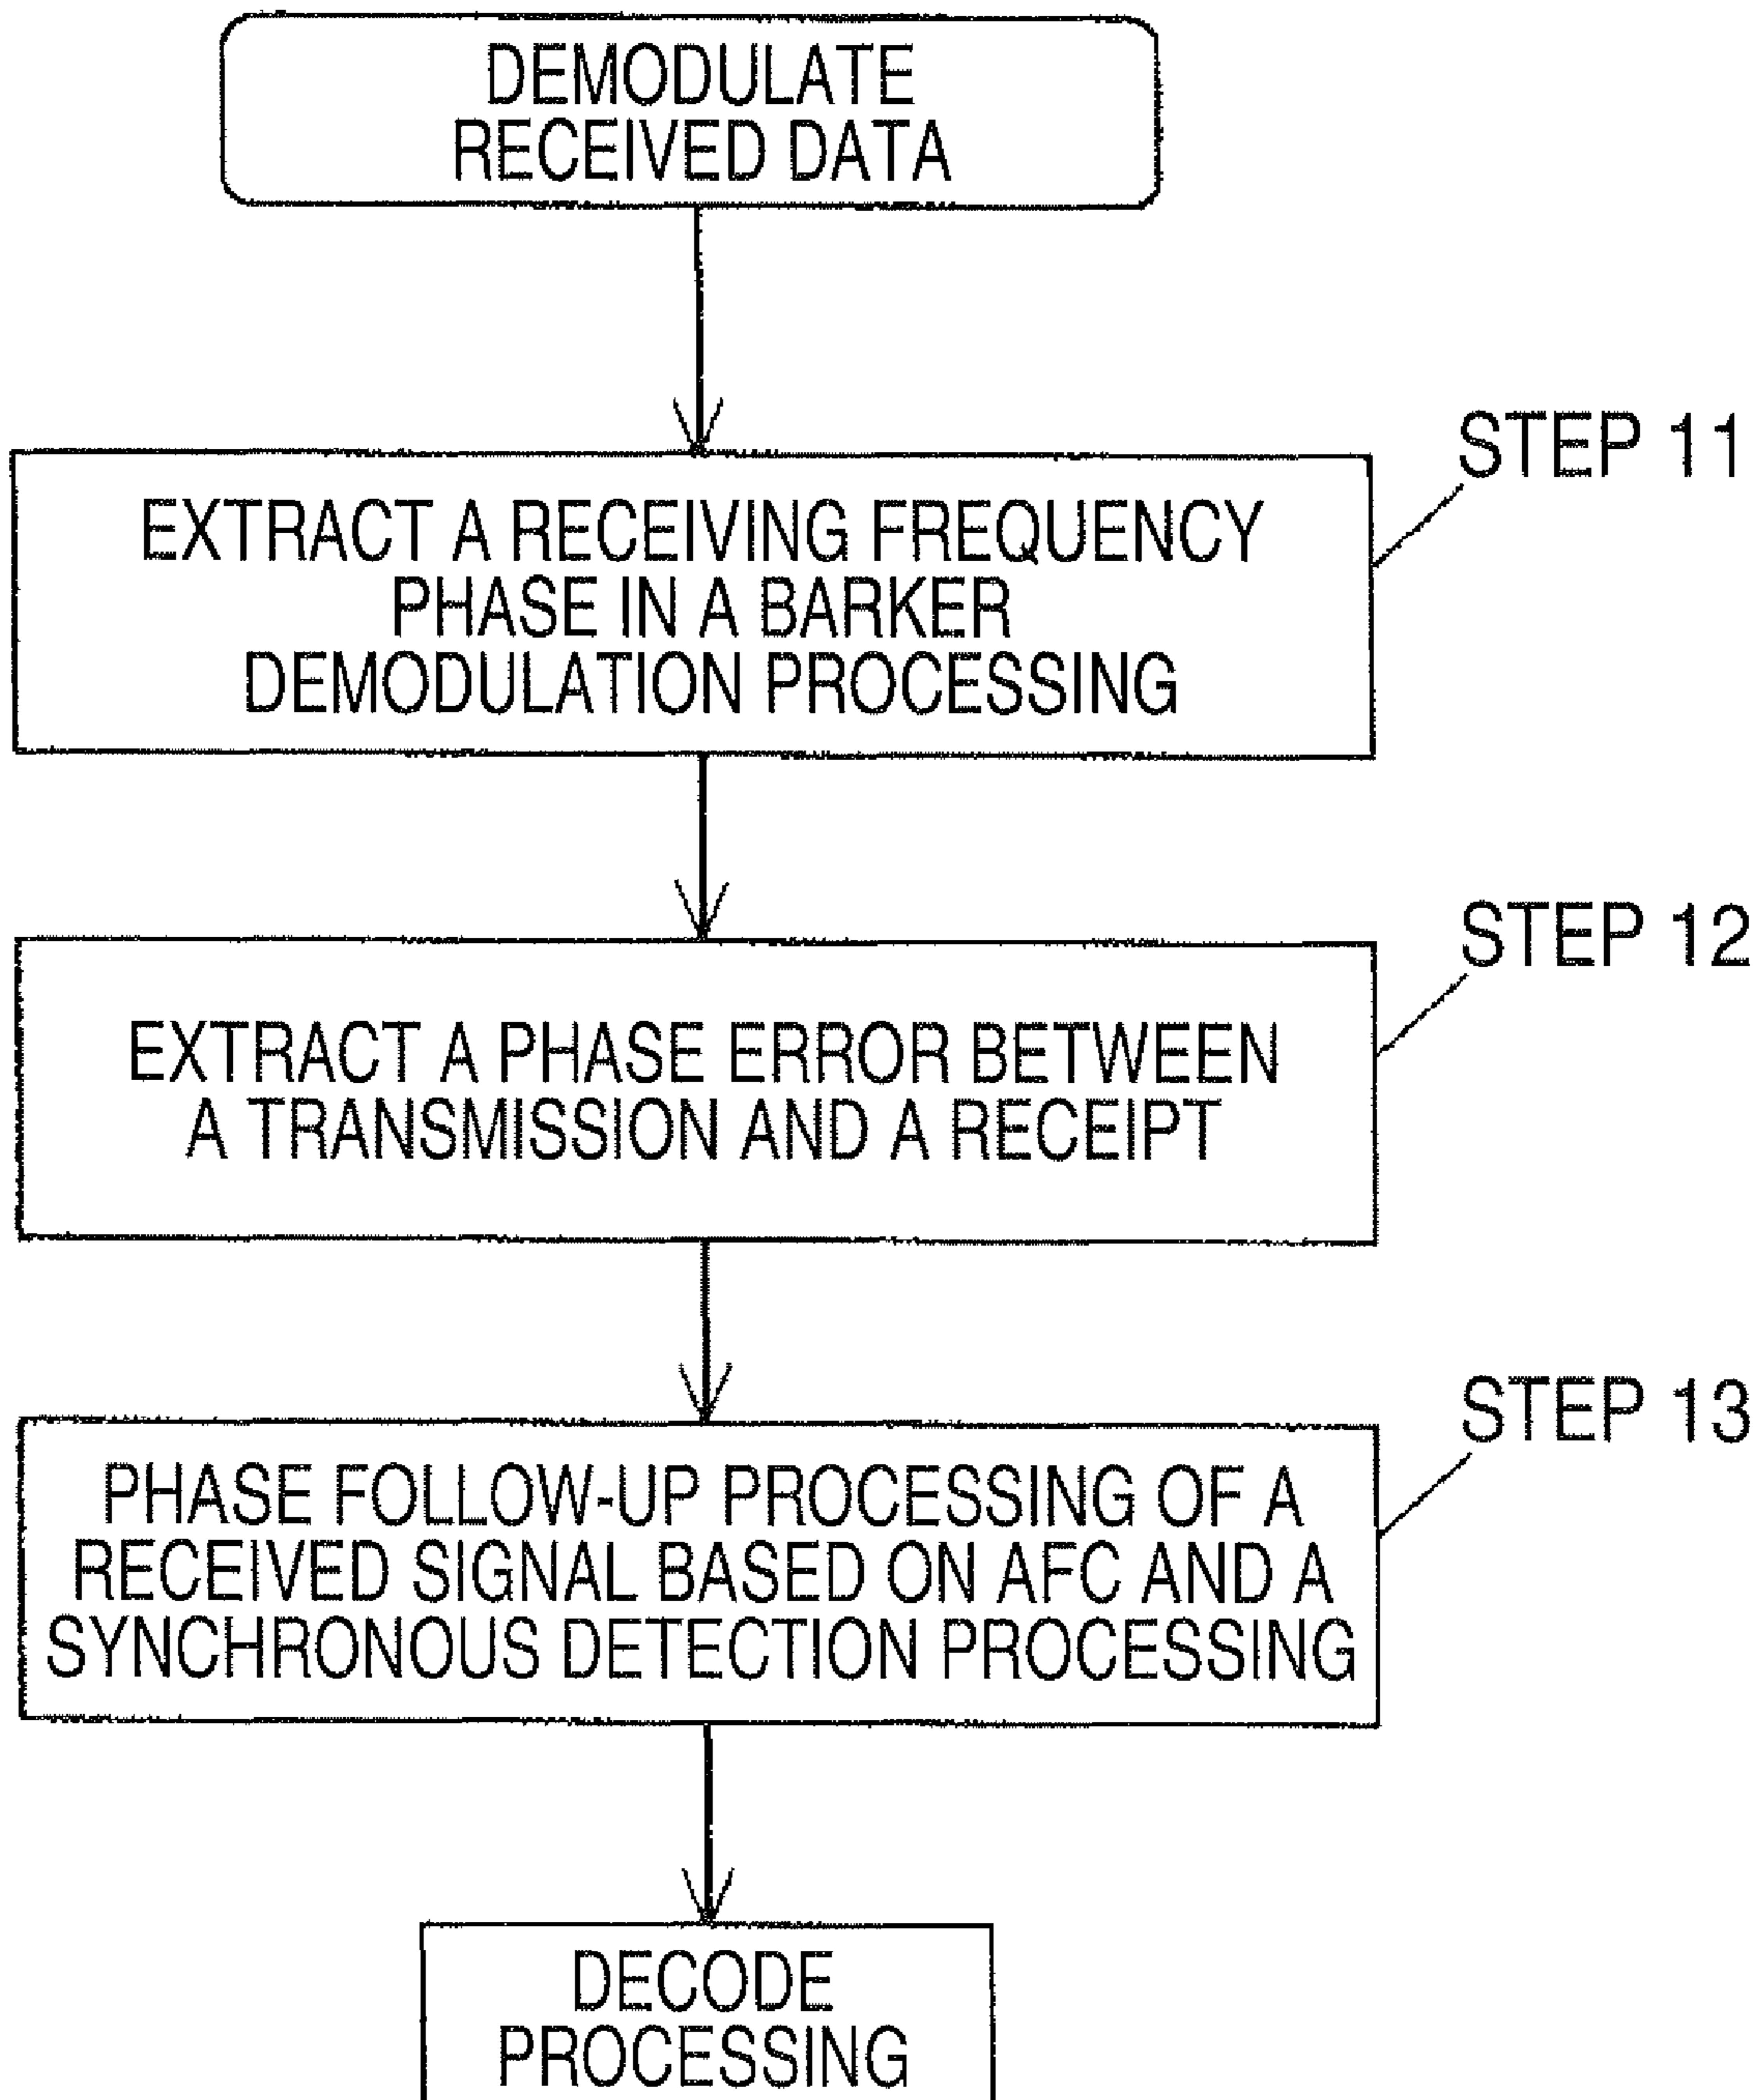 DEMODULATE
RECEIVED DATA
STEP 11
EXTRACT A RECEIVING FREQUENCY
PHASE IN A BARKER
DEMODULATION PROCESSING
STEP 12
EXTRACT A PHASE ERROR BETWEEN
A TRANSMISSION AND A RECEIPT
STEP 13
PHASE FOLLOW-UP PROCESSING OF A
RECEIVED SIGNAL BASED ON AFC AND A
SYNCHRONOUS DETECTION PROCESSING
DECODE
PROCESSING